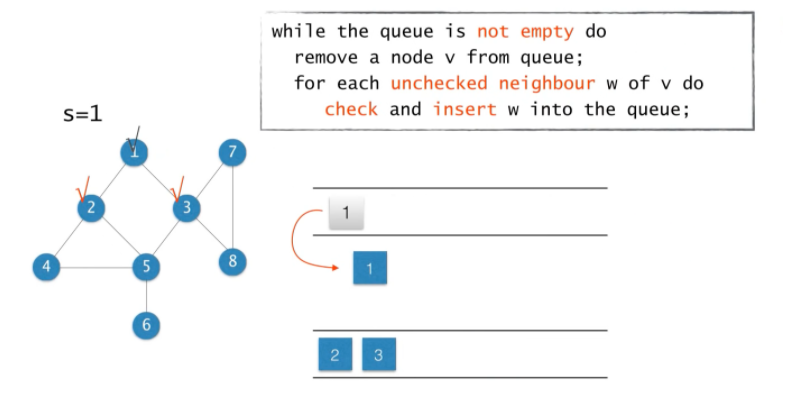 while the queue is not empty do
remove a node v from queue;
for each unchecked neighbour w of v do
check and insert w into the queue;
s=1
1
7
2
3
4
5
8
6
1
1
2 3